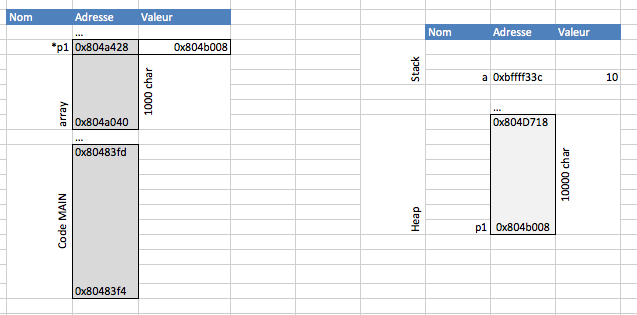 Nom Adresse Valeur
...
*p1 0x804a428 0x804b008
array
1000 char
0x804a040
...
0x80483fd
Code MAIN
0x80483f4
Nom Adresse Valeur
Stack
a 0xbffff33c 10
...
0x804D718
10000 char
Heap
p1 0x804b008